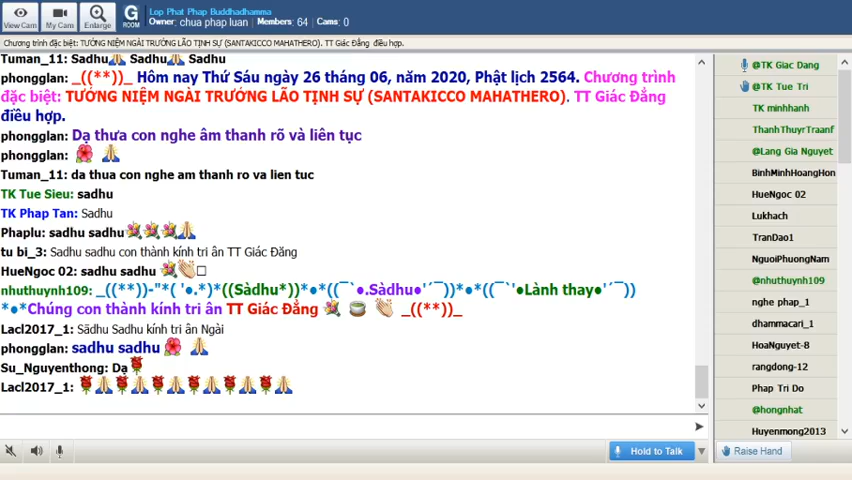 View Cam
My Cam
Enlarge
G
ROOM
Lop Phat Phap Buddhadhamma
Owner: chua phap luan Members: 64 Cams: 0
Chương trình đặc biệt: TƯỞNG NIỆM NGÀI TRƯỞNG LÃO TỊNH SỰ (SANTAKICCO MAHATHERO). TT Giác Đẳng điều hợp.
Tuman_11: Sadhu🙏 Sadhu🙏 Sadhu
phongglan: _((**))_ Hôm nay Thứ Sáu ngày 26 tháng 06, năm 2020, Phật lịch 2564. Chương trình
đặc biệt: TƯỞNG NIỆM NGÀI TRƯỞNG LÃO TỊNH SỰ (SANTAKICCO MAHATHERO). TT Giác Đẳng
điều hợp.
phongglan: Dạ thưa con nghe âm thanh rõ và liên tục
phongglan: 🌺 🙏
Tuman_11: da thua con nghe am thanh ro va lien tuc
TK Tue Sieu: sadhu
TK Phap Tan: Sadhu
Phaplu: sadhu sadhu💐💐💐🙏
tu bi_3: Sadhu sadhu con thành kính tri ân TT Giác Đăng
HueNgoc 02: sadhu sadhu 💐👏□
nhuthuynh109: _((**))-"*( '●.*)*((Sàdhu*))*●*((¯`●.Sàdhu●'´¯))*●*((¯`'●Lành thay●'´¯))
*●*Chúng con thành kính tri ân TT Giác Đẳng 💐 🍵 👏 _((**))_
Lacl2017_1: Sādhu Sadhu kính tri ân Ngài
phongglan: sadhu sadhu 🌺 🙏
Su_Nguyenthong: Dạ🌹
Lacl2017_1: 🌹🙏🌹🙏🌹🙏🌹🙏🌹🙏🌹🙏
Hold to Talk
@TK Giac Dang
@TK Tue Tri
TK minhhanh
ThanhThuyrTraanf
@Lang Gia Nguyet
BinhMinhHoangHon
HueNgoc 02
Lukhach
TranDao1
NguoiPhuongNam
@nhuthuynh109
nghe phap_1
dhammacari_1
HoaNguyet-8
rangdong-12
Phap Tri Do
@hongnhat
Huyenmong2013
Raise Hand